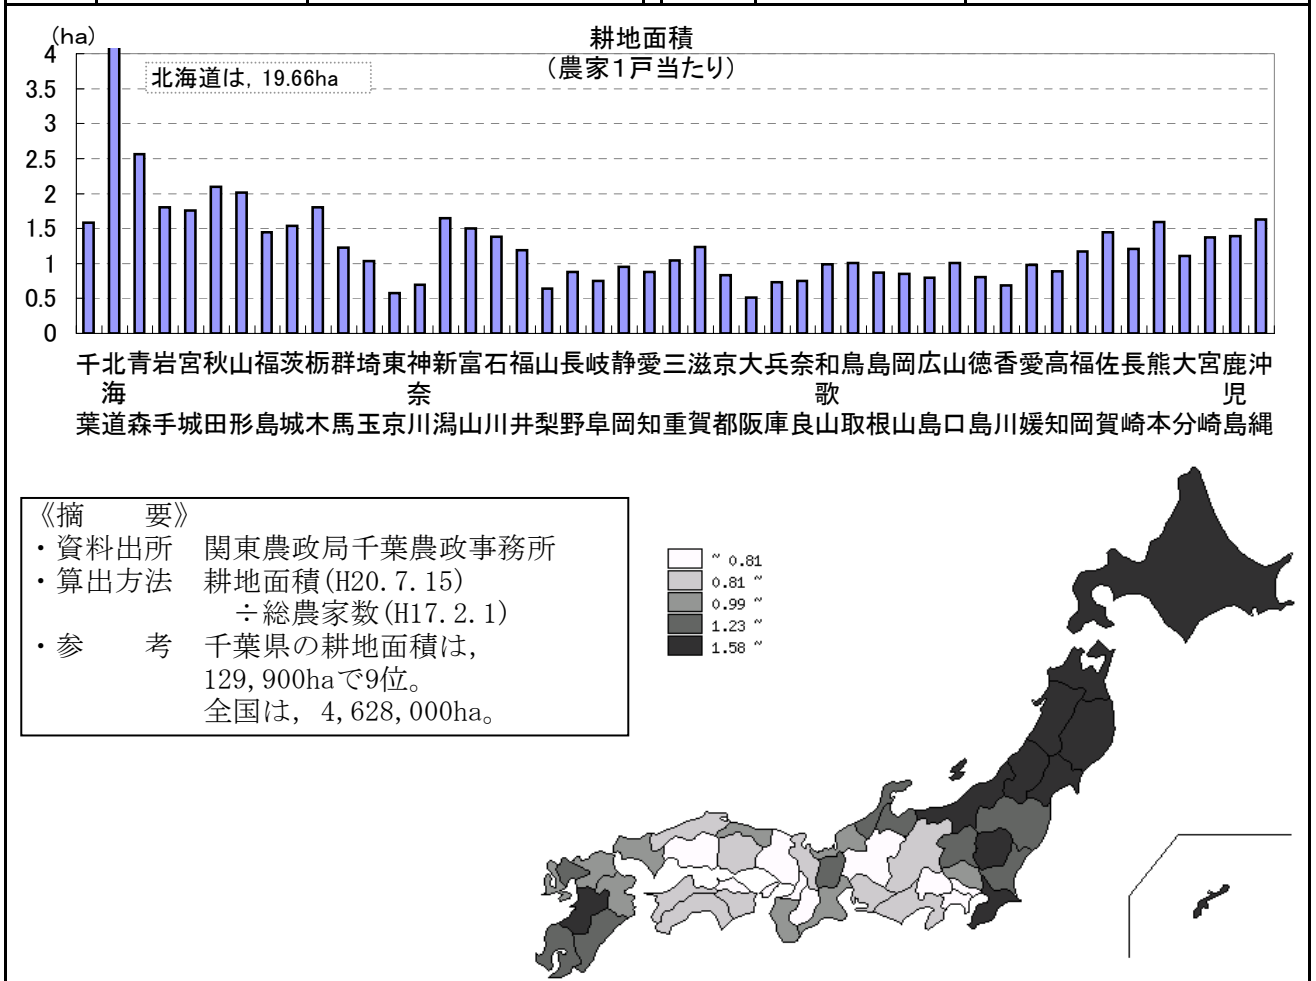 (ha)
耕地面積
(農家1戸当たり)
北海道は, 19.66ha
4
3.5
3
2.5
2
1.5
1
0.5
0
千葉 北海道 青森 岩手 宮城 秋田 山形 福島 茨城 栃木 群馬 埼玉 東京 神奈川 新潟 富山 石川 福井 山梨 長野 岐阜 静岡 愛知 三重 滋賀 京都 大阪 兵庫 奈良 和歌山 鳥取 島根 岡山 広島 山口 徳島 香川 愛媛 高知 福岡 佐賀 長崎 熊本 大分 宮崎 鹿児島 沖縄
《摘　　要》
・資料出所　関東農政局千葉農政事務所
・算出方法　耕地面積(H20.7.15)
÷総農家数(H17.2.1)
・参　　考　千葉県の耕地面積は,
129,900haで9位。
全国は, 4,628,000ha。
~ 0.81
0.81 ~
0.99 ~
1.23 ~
1.58 ~